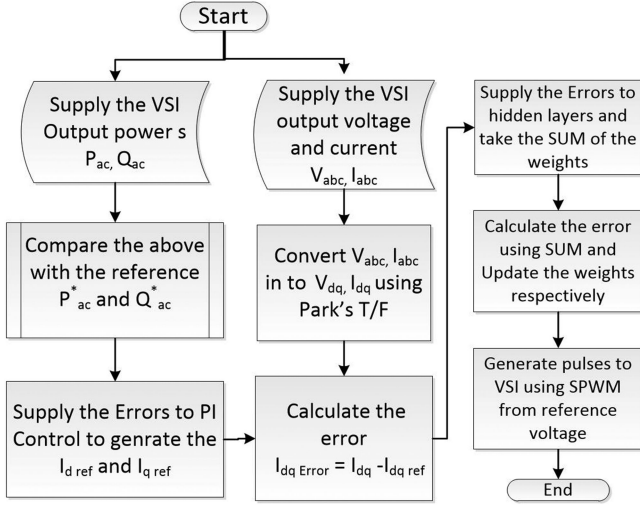 Start
Supply the VSI
Output power s
P_ac, Q_ac
Compare the above
with the reference
P*_ac and Q*_ac
Supply the Errors to PI
Control to genrate the
I_d ref and I_q ref
Supply the VSI
output voltage
and current
V_abc, I_abc
Convert V_abc, I_abc
in to V_dq, I_dq using
Park's T/F
Calculate the
error
I_dq Error = I_dq -I_dq ref
Supply the Errors to
hidden layers and
take the SUM of the
weights
Calculate the error
using SUM and
Update the weights
respectively
Generate pulses to
VSI using SPWM
from reference
voltage
End